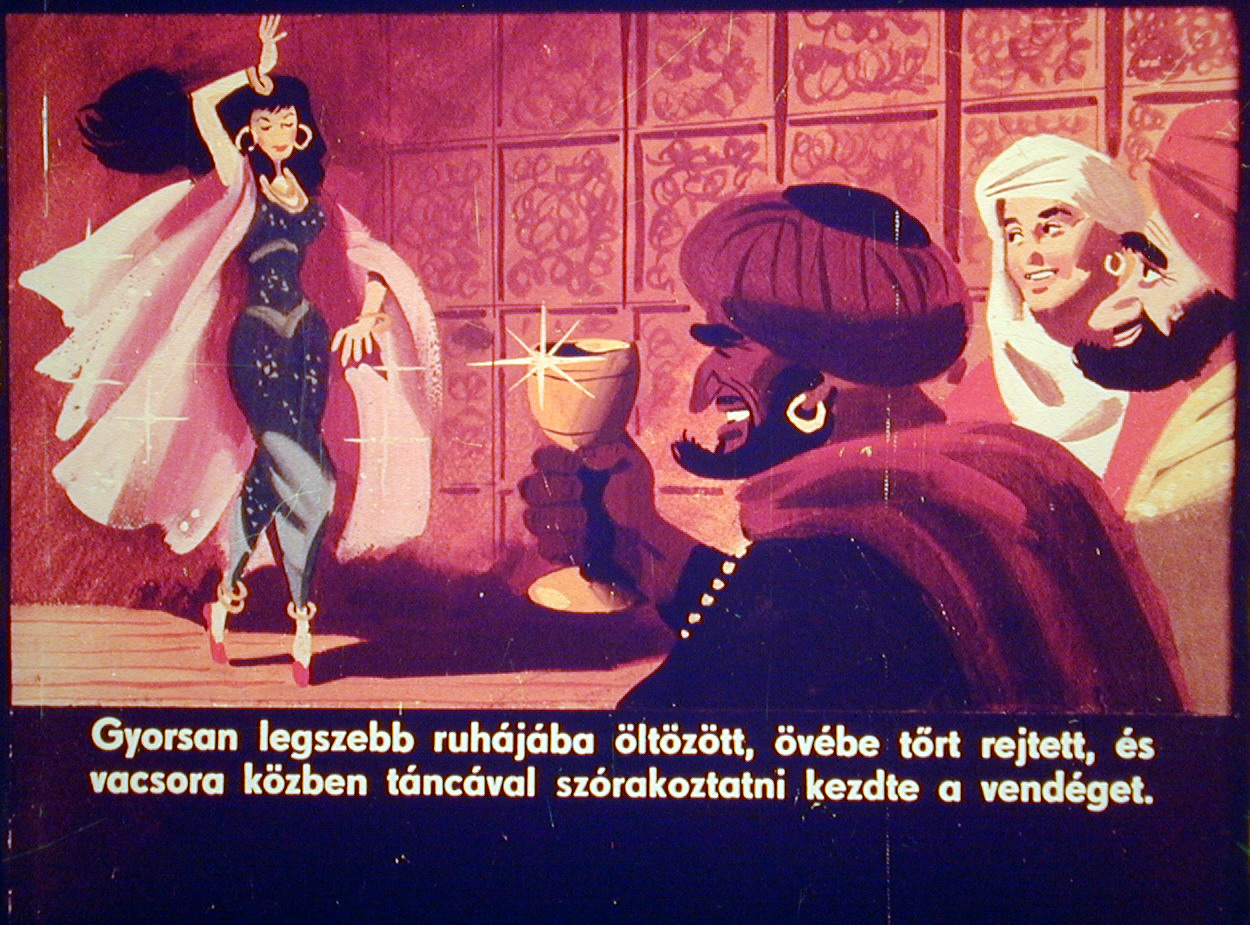 Gyorsan legszebb ruhájába öltözött, övébe tőrt rejtett, és
vacsora közben táncával szórakoztatni kezdte a vendéget.